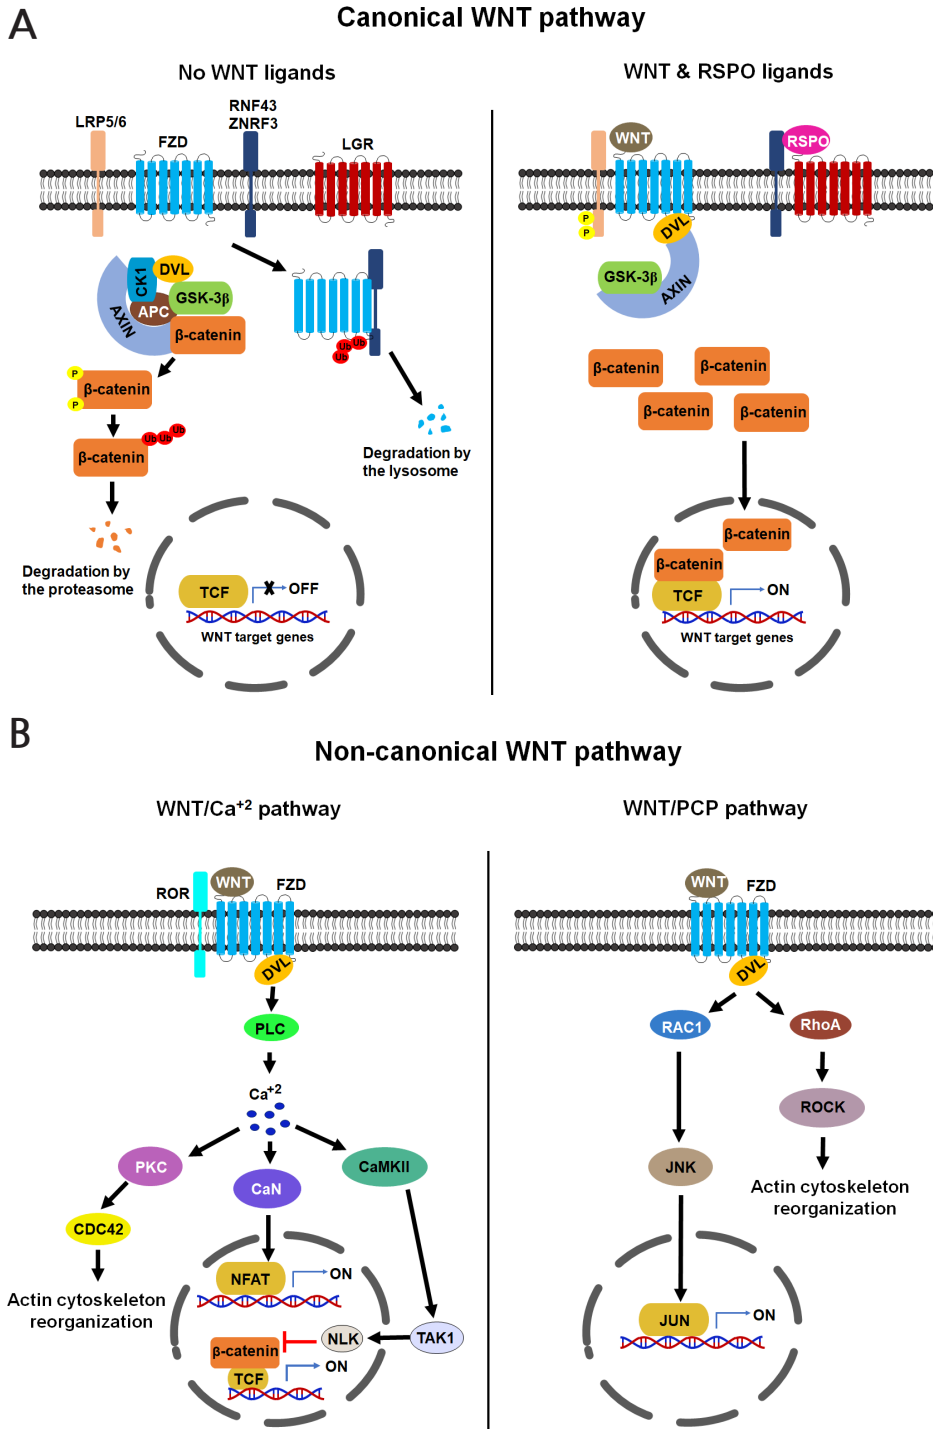 A
Canonical WNT pathway
No WNT ligands
LRP5/6
FZD
RNF43
ZNRF3
LGR
CK1
DVL
APC
GSK-3β
AXIN
β-catenin
P
P
β-catenin
β-catenin
Ub
Ub
Ub
Degradation by
the proteasome
Ub
Ub
Ub
Degradation by
the lysosome
TCF
X
OFF
WNT target genes
WNT & RSPO ligands
WNT
RSPO
P
P
DVL
GSK-3β
AXIN
β-catenin
β-catenin
β-catenin
β-catenin
β-catenin
β-catenin
TCF
ON
WNT target genes
B
Non-canonical WNT pathway
WNT/Ca+2 pathway
ROR
WNT
FZD
DVL
PLC
Ca+2
PKC
CaN
CaMKII
CDC42
Actin cytoskeleton
reorganization
NFAT
ON
β-catenin
NLK
TAK1
TCF
ON
WNT/PCP pathway
WNT
FZD
DVL
RAC1
RhoA
ROCK
JNK
Actin cytoskeleton
reorganization
JUN
ON